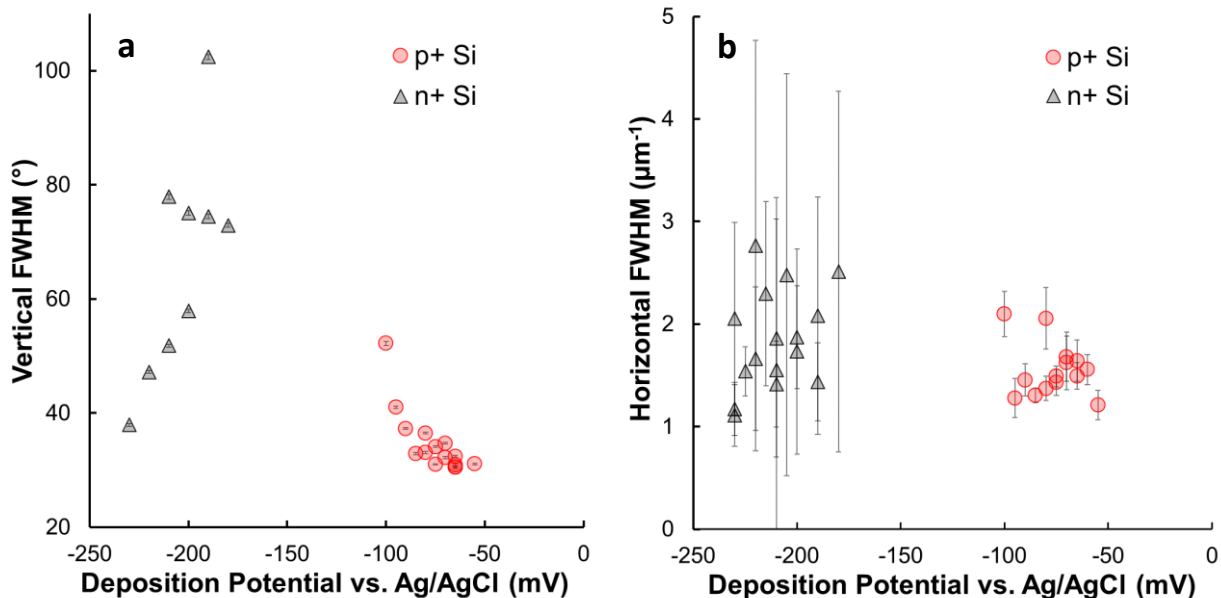 a
p+ Si
n+ Si
100
80
60
40
20
Vertical FWHM (°)
-250 -200 -150 -100 -50 0
Deposition Potential vs. Ag/AgCl (mV)
b
p+ Si
n+ Si
5
4
3
2
1
0
Horizontal FWHM (µm⁻¹)
-250 -200 -150 -100 -50 0
Deposition Potential vs. Ag/AgCl (mV)